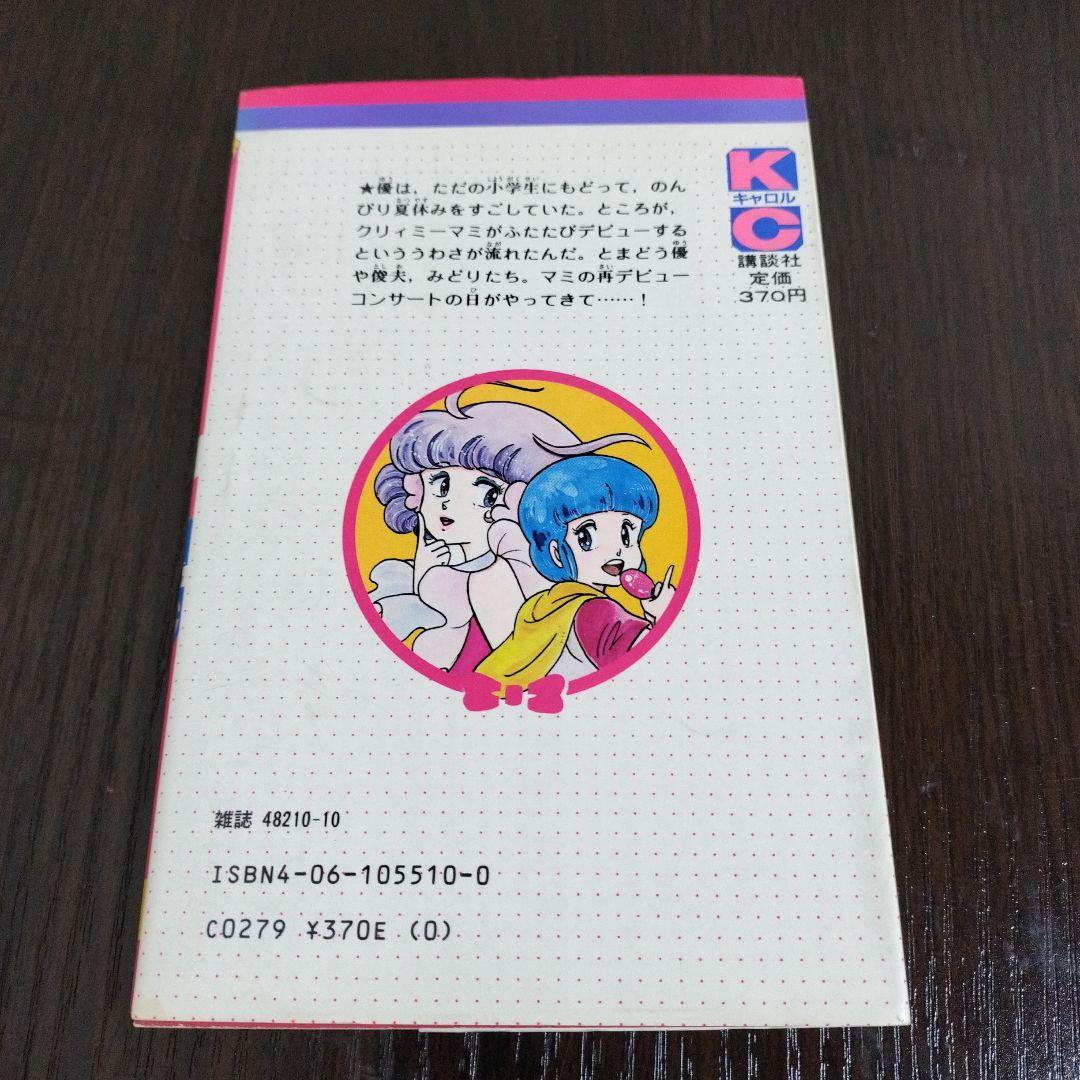 ★優は，ただの小学生にもどって，のん
びり夏休みをすごしていた。ところが，
クリィミーマミがふたたびデビューする
といううわさが流れたんだ。とまどう優
や俊夫，みどりたち。マミの再デビュー
コンサートの日がやってきて……！
K
キャロル
C
講談社
定価
370円
雑誌 48210-10
ISBN4-06-105510-0
C0279 ¥370E (0)